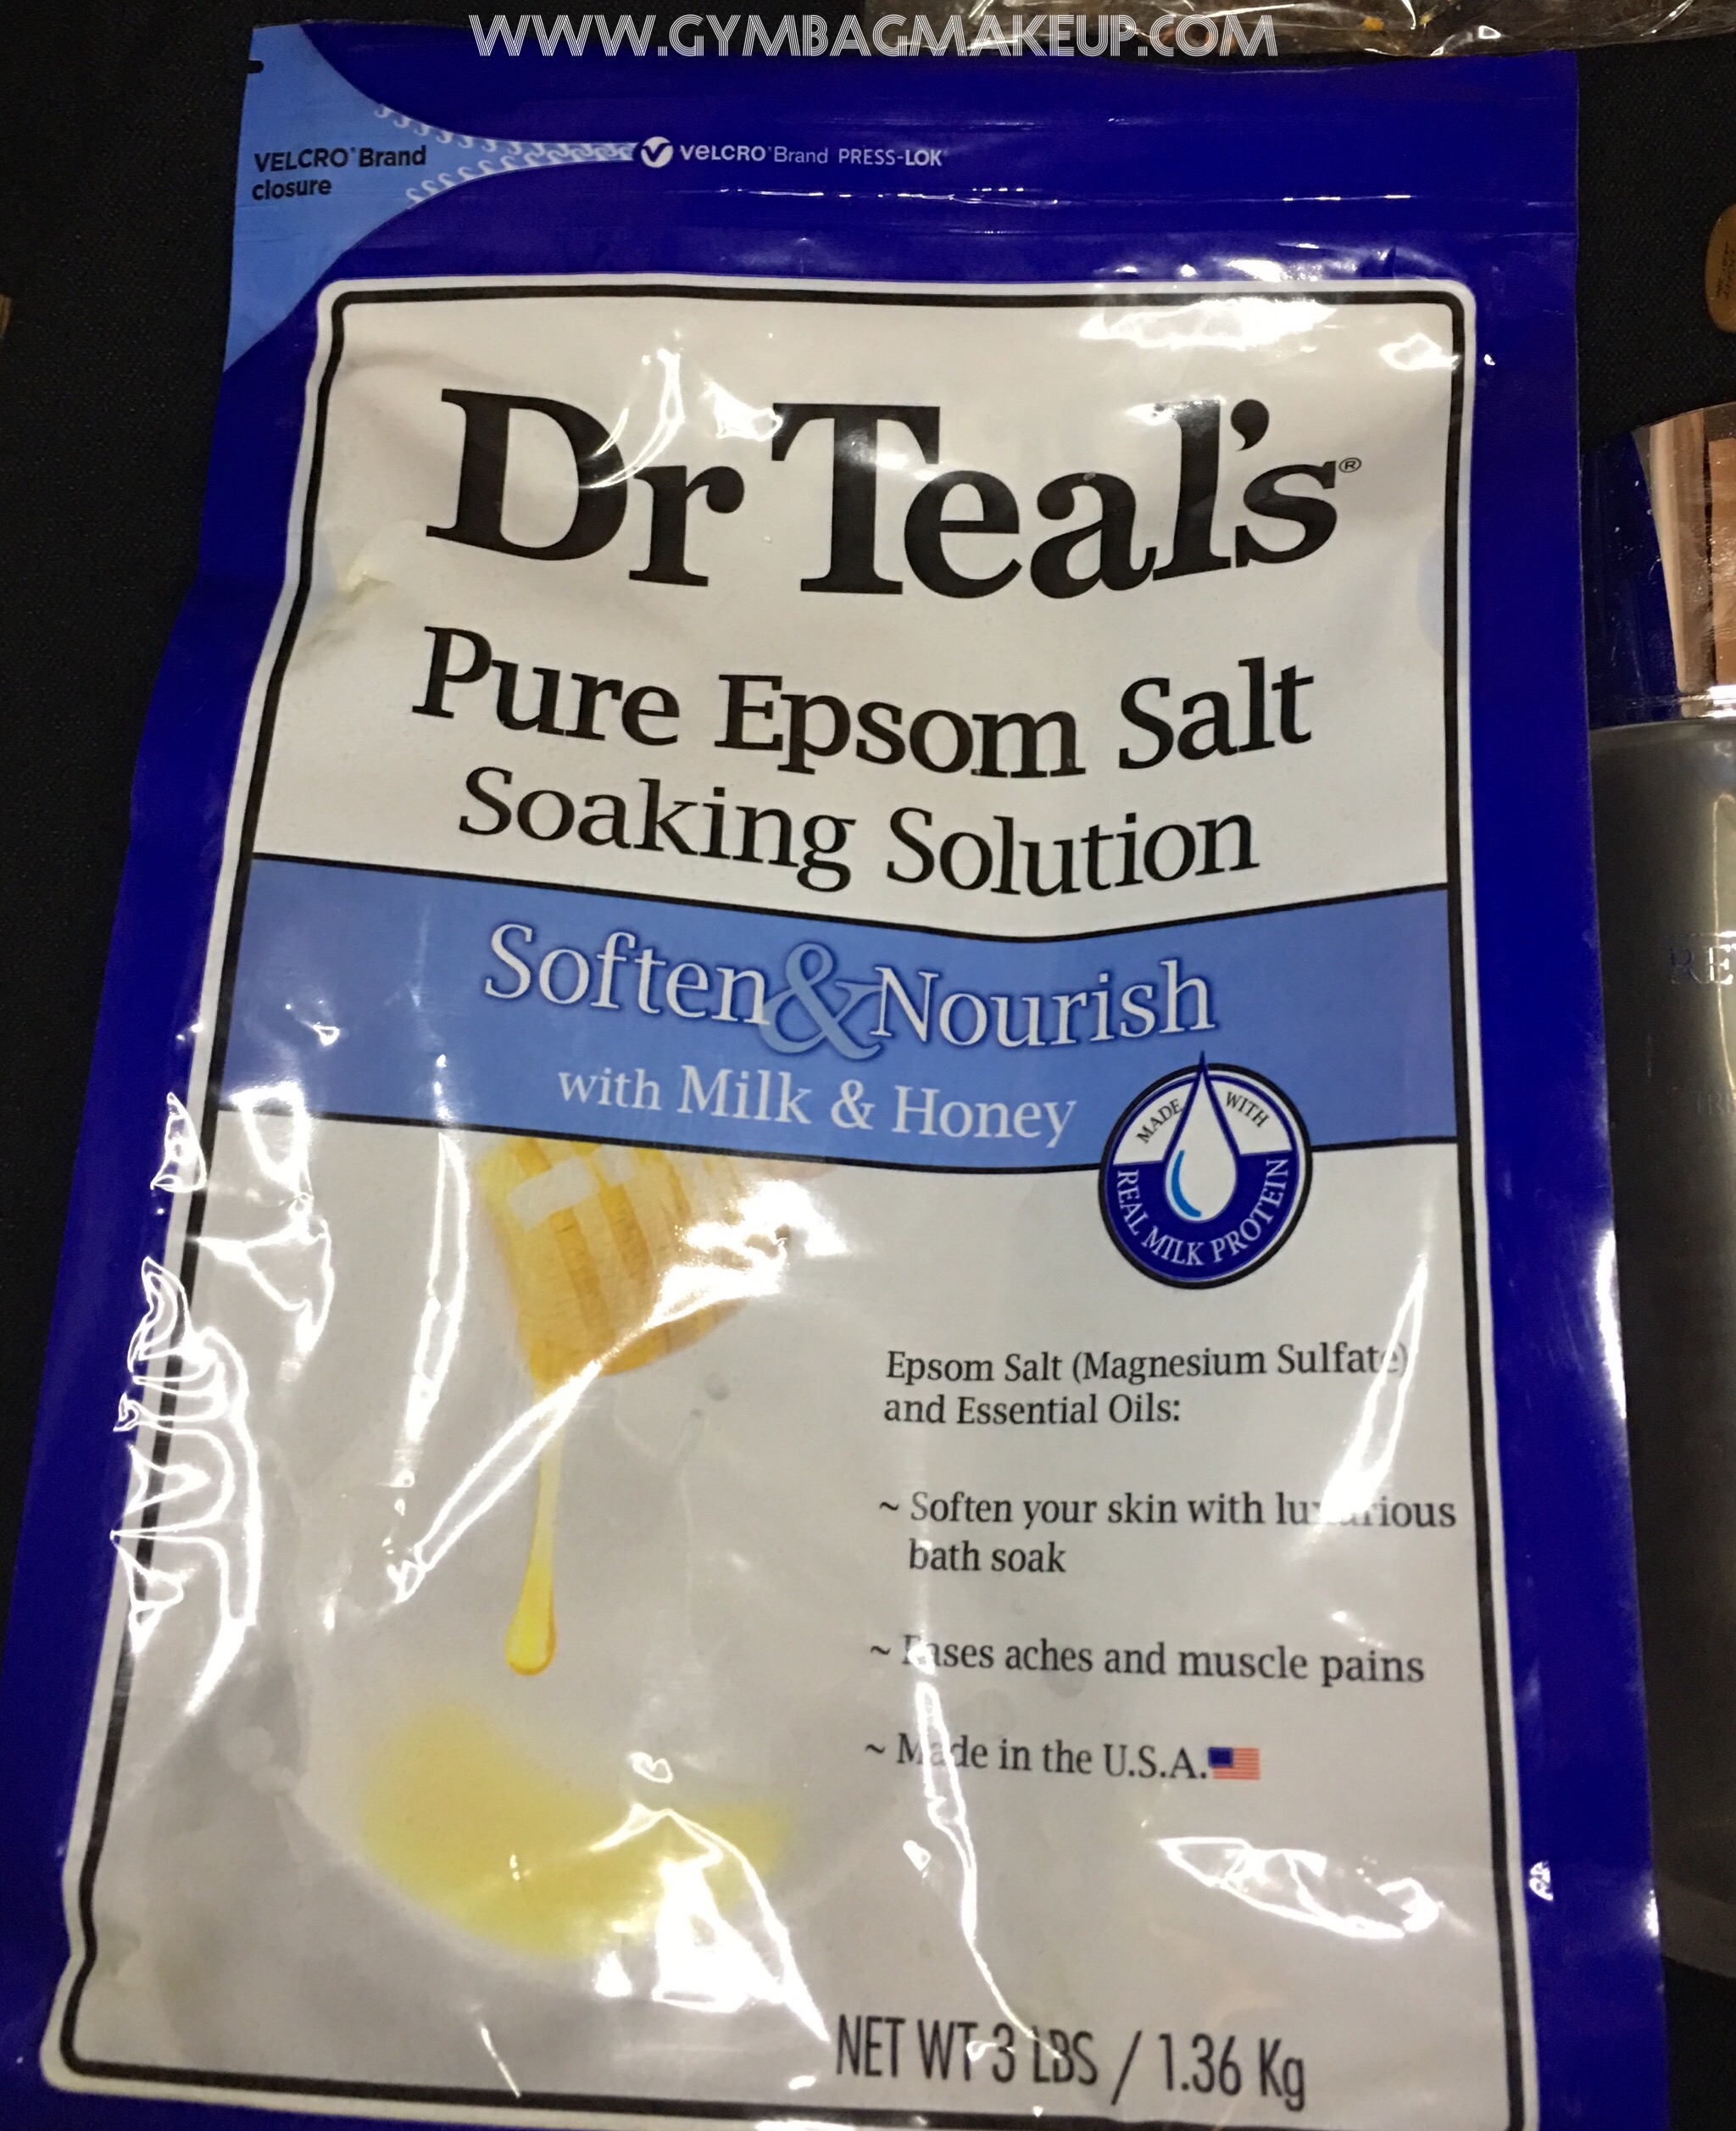 WWW.GYMBAGMAKEUP.COM
VELCRO® Brand
closure
VELCRO® Brand PRESS-LOK
Dr Teal's®
Pure Epsom Salt
Soaking Solution
Soften & Nourish
with Milk & Honey
MADE WITH
REAL MILK PROTEIN
Epsom Salt (Magnesium Sulfate)
and Essential Oils:
~ Soften your skin with luxurious
bath soak
~ Eases aches and muscle pains
~ Made in the U.S.A.
NET WT 3 LBS / 1.36 Kg